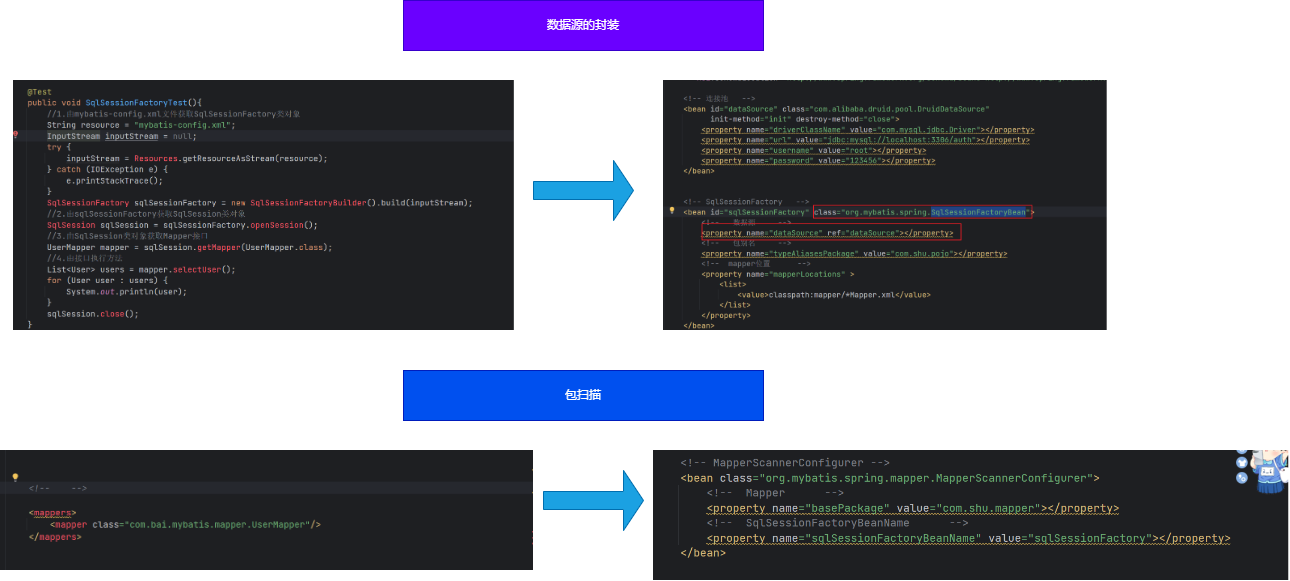 数据源的封装
@Test
public void SqlSessionFactoryTest(){
//1.由mybatis-config.xml文件获取SqlSessionFactory类对象
String resource = "mybatis-config.xml";
InputStream inputStream = null;
try {
inputStream = Resources.getResourceAsStream(resource);
} catch (IOException e) {
e.printStackTrace();
}
SqlSessionFactory sqlSessionFactory = new SqlSessionFactoryBuilder().build(inputStream);
//2.由sqlSessionFactory获取SqlSession类对象
SqlSession sqlSession = sqlSessionFactory.openSession();
//3.由SqlSession类对象获取Mapper接口
UserMapper mapper = sqlSession.getMapper(UserMapper.class);
//4.由接口执行方法
List<User> users = mapper.selectUser();
for (User user : users) {
System.out.println(user);
}
sqlSession.close();
}
<!-- 连接池 -->
<bean id="dataSource" class="com.alibaba.druid.pool.DruidDataSource"
init-method="init" destroy-method="close">
<property name="driverClassName" value="com.mysql.jdbc.Driver"></property>
<property name="url" value="jdbc:mysql://localhost:3306/auth"></property>
<property name="username" value="root"></property>
<property name="password" value="123456"></property>
</bean>
<!-- SqlSessionFactory -->
<bean id="sqlSessionFactory" class="org.mybatis.spring.SqlSessionFactoryBean">
<!-- 数据源 -->
<property name="dataSource" ref="dataSource"></property>
<!-- 包别名 -->
<property name="typeAliasesPackage" value="com.shu.pojo"></property>
<!-- mapper位置 -->
<property name="mapperLocations" >
<list>
<value>classpath:mapper/*Mapper.xml</value>
</list>
</property>
</bean>
包扫描
<!-- -->
<mappers>
<mapper class="com.bai.mybatis.mapper.UserMapper"/>
</mappers>
<!-- MapperScannerConfigurer -->
<bean class="org.mybatis.spring.mapper.MapperScannerConfigurer">
<!-- Mapper -->
<property name="basePackage" value="com.shu.mapper"></property>
<!-- SqlSessionFactoryBeanName -->
<property name="sqlSessionFactoryBeanName" value="sqlSessionFactory"></property>
</bean>